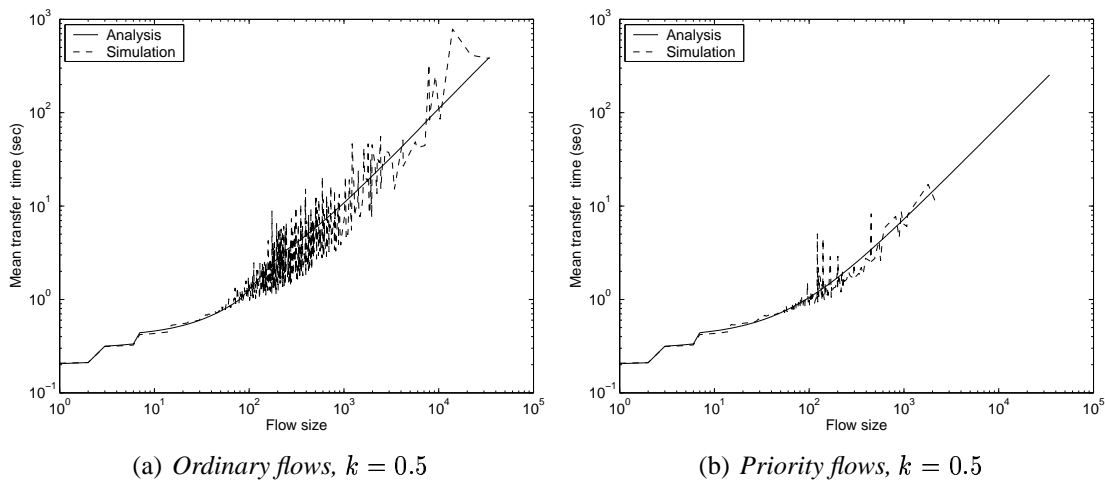 10^3
10^2
10^1
10^0
10^-1
Mean transfer time (sec)
Analysis
Simulation
10^0 10^1 10^2 10^3 10^4 10^5
Flow size
(a) Ordinary flows, k = 0.5
10^3
10^2
10^1
10^0
10^-1
Mean transfer time (sec)
Analysis
Simulation
10^0 10^1 10^2 10^3 10^4 10^5
Flow size
(b) Priority flows, k = 0.5